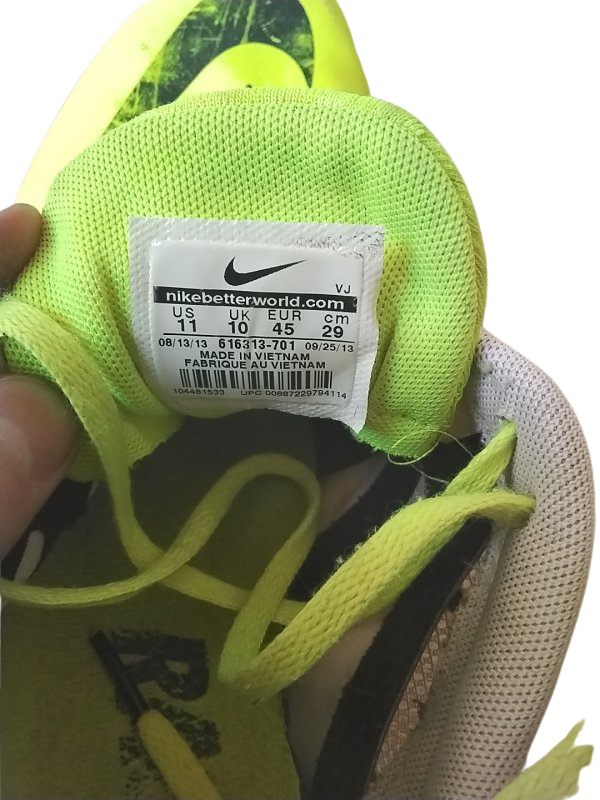 VJ
nikebetterworld.com
US UK EUR cm
11 10 45 29
08/13/13 616313-701 09/25/13
MADE IN VIETNAM
FABRIQUE AU VIETNAM
104481533 UPC 00887229794114